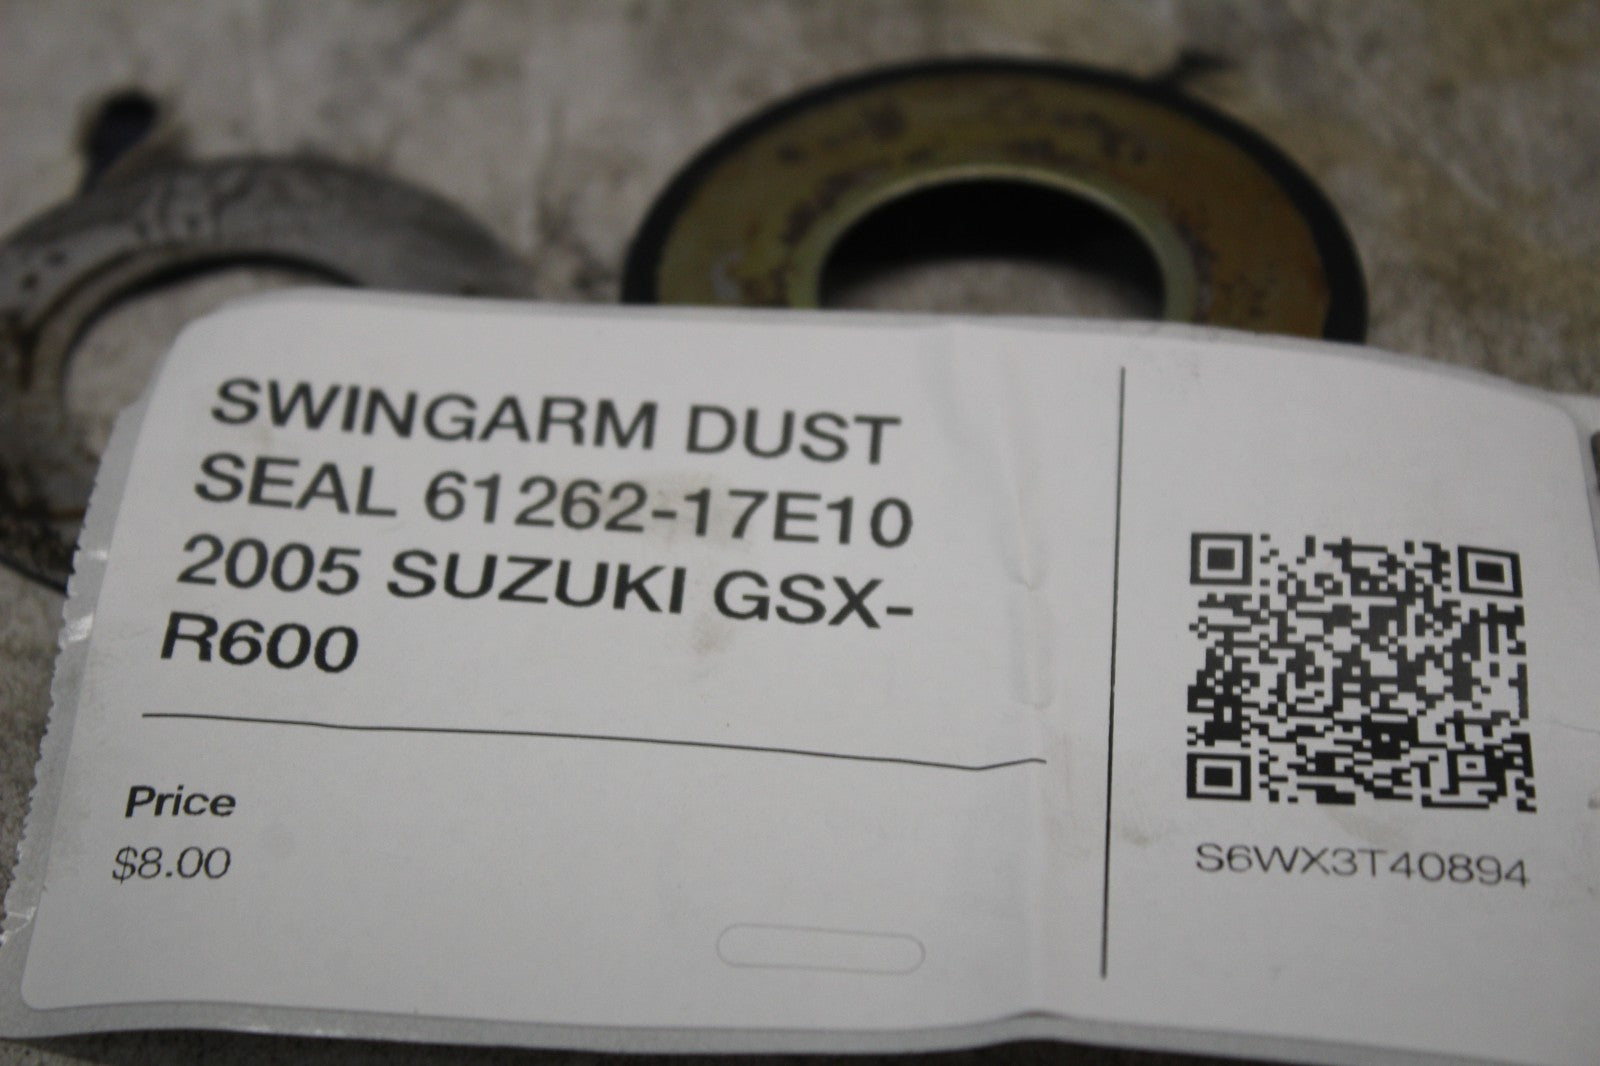 SWINGARM DUST
SEAL 61262-17E10
2005 SUZUKI GSX-
R600
Price
$8.00
S6WX3T40894